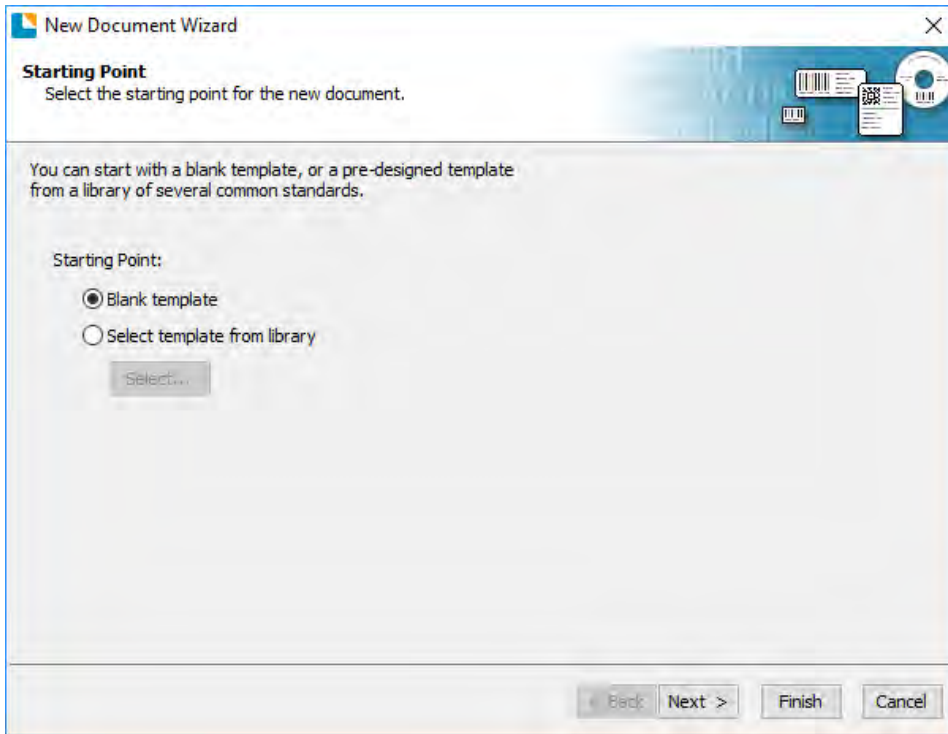 New Document Wizard
Starting Point
Select the starting point for the new document.
You can start with a blank template, or a pre-designed template
from a library of several common standards.
Starting Point:
Blank template
Select template from library
Select...
< Back Next > Finish Cancel